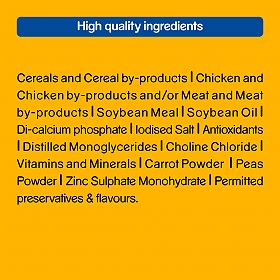 High quality ingredients
Cereals and Cereal by-products | Chicken and
Chicken by-products and/or Meat and Meat
by-products | Soybean Meal | Soybean Oil |
Di-calcium phosphate | Iodised Salt | Antioxidants
| Distilled Monoglycerides | Choline Chloride |
Vitamins and Minerals | Carrot Powder | Peas
Powder | Zinc Sulphate Monohydrate | Permitted
preservatives & flavours.